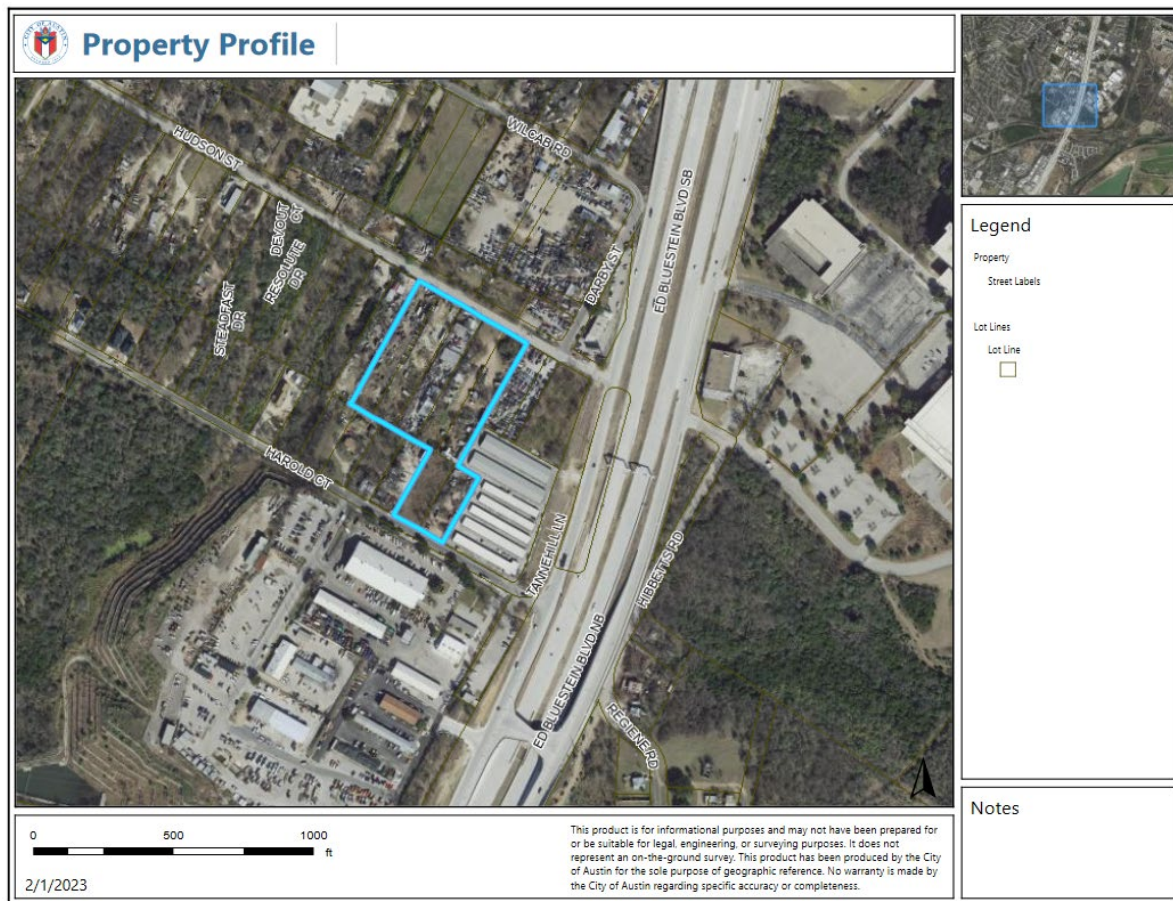 Property Profile
WILCAB RD
HUDSON ST
DEVOUT
CT
RESOLUTE
DR
STEADFAST
DR
DARBY ST
ED BLUESTEIN BLVD SB
HAROLD CT
TANNEHILL LN
HIBBETTS RD
ED BLUESTEIN BLVD NB
REGIENE RD
Legend
Property
Street Labels
Lot Lines
Lot Line
Notes
0 500 1000
ft
2/1/2023
This product is for informational purposes and may not have been prepared for
or be suitable for legal, engineering, or surveying purposes. It does not
represent an on-the-ground survey. This product has been produced by the City
of Austin for the sole purpose of geographic reference. No warranty is made by
the City of Austin regarding specific accuracy or completeness.